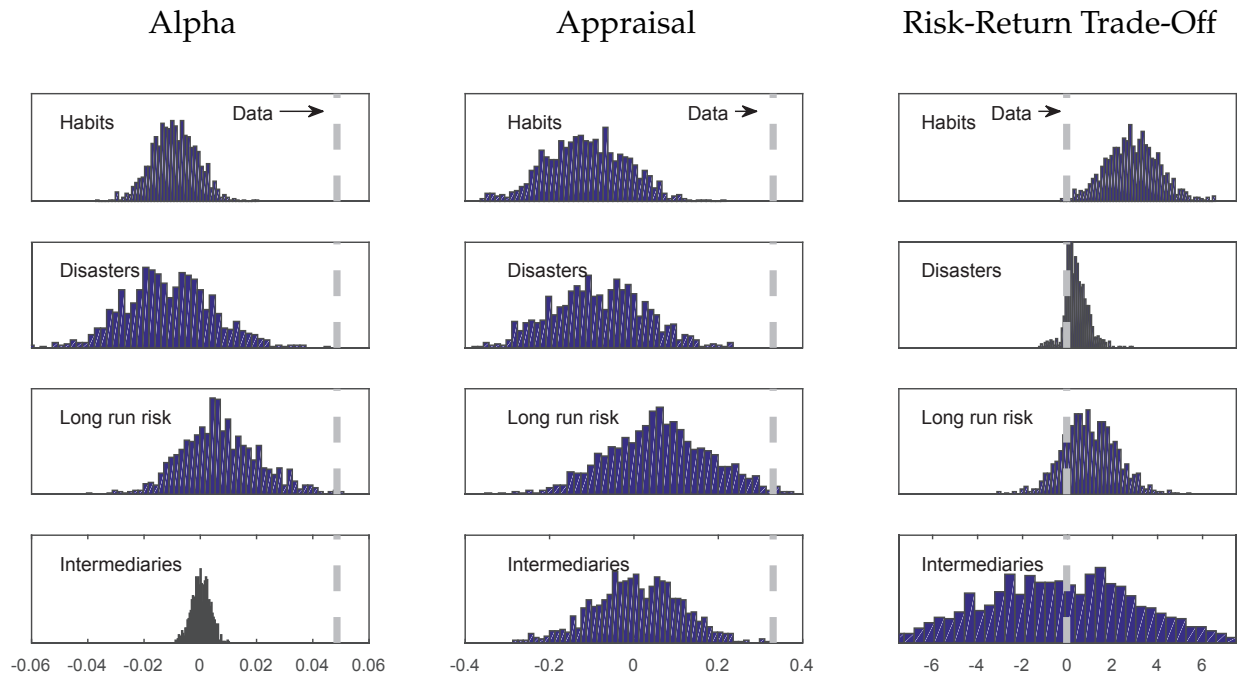 Alpha Appraisal Risk-Return Trade-Off
Habits Data Habits Data Habits Data
Disasters Disasters Disasters
Long run risk Long run risk Long run risk
Intermediaries Intermediaries Intermediaries
-0.06 -0.04 -0.02 0 0.02 0.04 0.06 -0.4 -0.2 0 0.2 0.4 -6 -4 -2 0 2 4 6